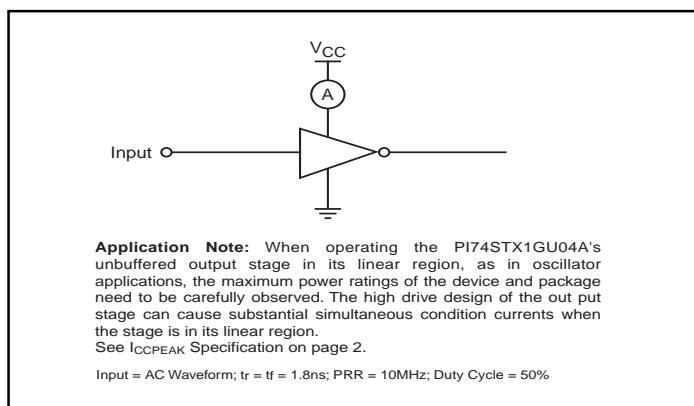 VCC
A
Input
Application Note: When operating the PI74STX1GU04A's
unbuffered output stage in its linear region, as in oscillator
applications, the maximum power ratings of the device and package
need to be carefully observed. The high drive design of the out put
stage can cause substantial simultaneous condition currents when
the stage is in its linear region.
See ICCPEAK Specification on page 2.
Input = AC Waveform; tr = tf = 1.8ns; PRR = 10MHz; Duty Cycle = 50%